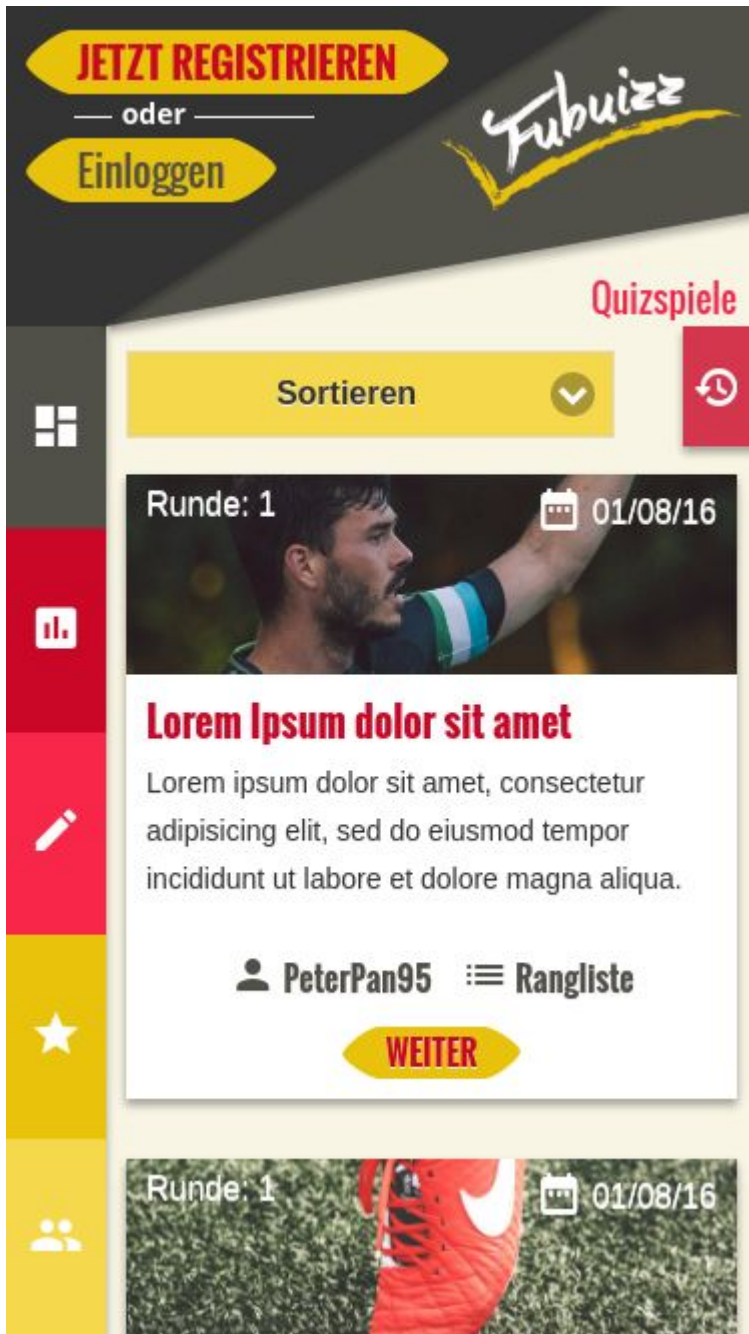 JETZT REGISTRIEREN
oder
Einloggen
Fubuizz
Quizspiele
Sortieren
Runde: 1
01/08/16
Lorem Ipsum dolor sit amet
Lorem ipsum dolor sit amet, consectetur
adipisicing elit, sed do eiusmod tempor
incididunt ut labore et dolore magna aliqua.
PeterPan95 Rangliste
WEITER
Runde: 1
01/08/16